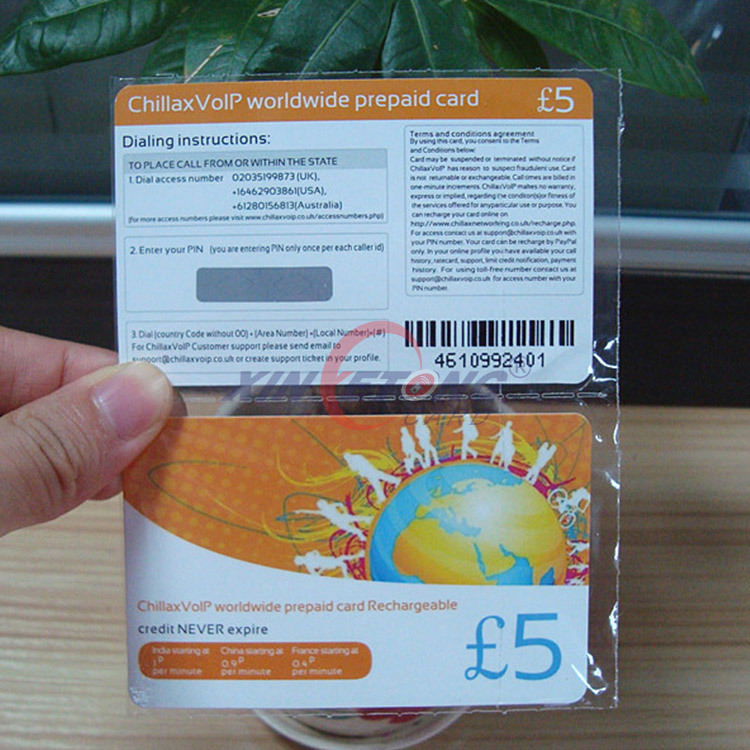 ChillaxVoIP worldwide prepaid card £5
Dialing instructions:
TO PLACE CALL FROM OR WITHIN THE STATE
1. Dial access number 02035199873 (UK),
+16462903861(USA),
+61280156813(Australia)
(for more access numbers please visit www.chillaxvoip.co.uk/accessnumbers.php)
2. Enter your PIN (you are entering PIN only once per each caller id)
3. Dial (country Code without 00) + (Area Number) +(Local Number)+(#)
For ChillaxVoIP Customer support please send email to
support@chillaxvoip.co.uk or create support ticket in your profile.
Terms and conditions agreement
By using this card, you consent to the Terms
and Conditions below:
Card may be suspended or terminated without notice if
ChillaxVoIP has reason to suspect fraudulent use. Card
is not returnable or exchangeable. Call times are billed in
one-minute increments. ChillaxVoIP makes no warranty,
express or implied, regarding the condition(s)or fitness of
the services offered for anyparticular use or purpose. You
can recharge your card online on
http://www.chillaxnetworkring.co.uk/recharge.php.
For access contact us at support@chillaxvoip.co.uk with
your PIN number. Your card can be recharge by PayPal
only. In your online profile you have available your call
history, ratecard, support, limit credit notification, payment
history. For using toll-free number contact us at
support@chillaxvoip.co.uk with
your PIN number.
4610992401
XINYETONG®
ChillaxVoIP worldwide prepaid card Rechargeable
credit NEVER expire
India starting at
1P
per minute
China starting at
0.9P
per minute
France starting at
0.4P
per minute
£5